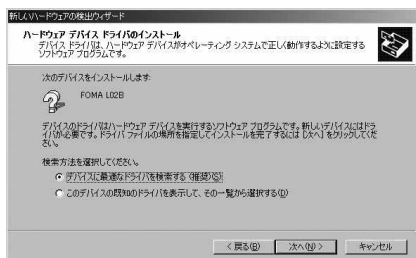 新しいハードウェアの検出ウィザード
ハードウェア デバイス ドライバのインストール
デバイス ドライバは、ハードウェア デバイスがオペレーティング システムで正しく動作するように設定する
ソフトウェア プログラムです。
次のデバイスをインストールします:
FOMA L02B
デバイスのドライバはハードウェア デバイスを実行するソフトウェア プログラムです。新しいデバイスにはドラ
イバが必要です。ドライバ ファイルの場所を指定してインストールを完了するには [次へ] をクリックしてくだ
さい。
検索方法を選択してください。
デバイスに最適なドライバを検索する (推奨)(S)
このデバイスの既知のドライバを表示して、その一覧から選択する(D)
< 戻る(B)
次へ(N) >
キャンセル